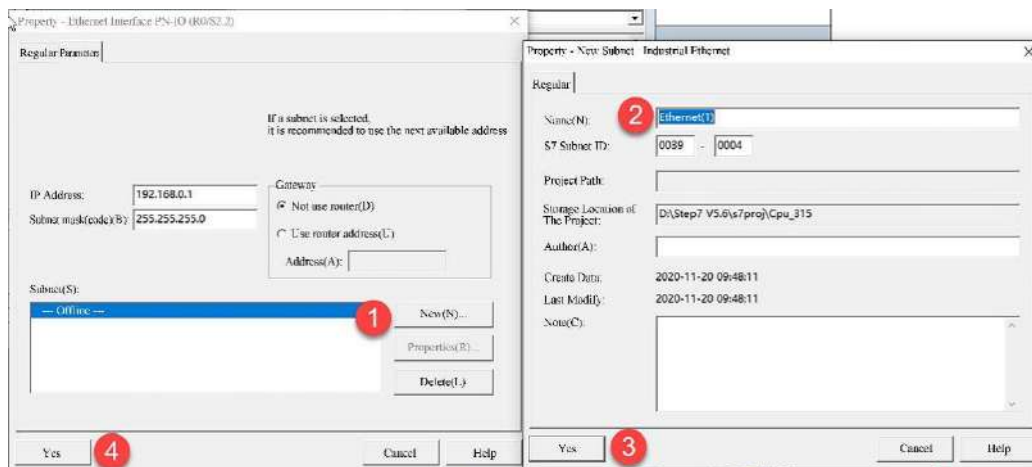 Property - Ethernet Interface PN-IO (R0/S2.2)
Regular Parameters
If a subnet is selected,
it is recommended to use the next available address
IP Address: 192.168.0.1
Subnet mask(code)(B): 255.255.255.0
Gateway
Not use router(D)
Use router address(U)
Address(A):
Subnet(S):
--- Offline ---
1
New(N)...
Properties(R)...
Delete(L)
Yes
4
Cancel
Help
Property - New Subnet Industrial Ethernet
Regular
Name(N): 2 Ethernet(1)
S7 Subnet ID: 0039 - 0004
Project Path:
Storage Location of
The Project: D:\Step7 V5.6\s7proj\Cpu_315
Author(A):
Create Data: 2020-11-20 09:48:11
Last Modify: 2020-11-20 09:48:11
Note(C):
Yes
3
Cancel
Help